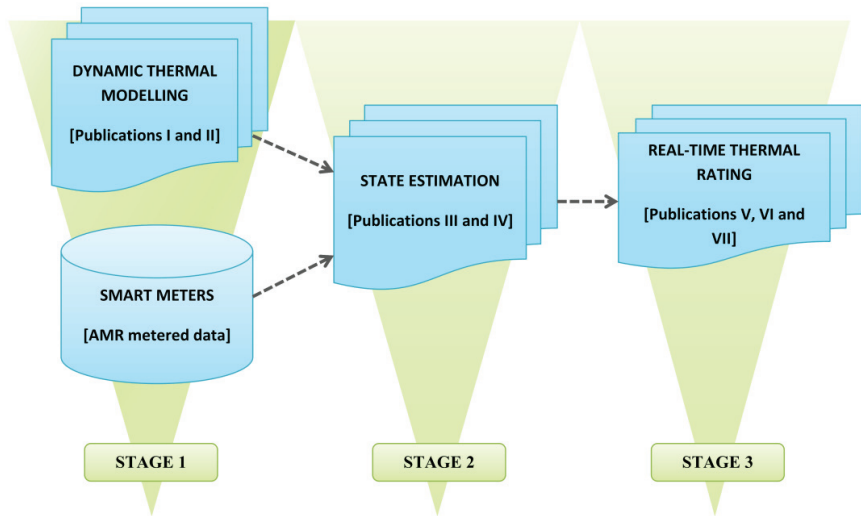 DYNAMIC THERMAL
MODELLING
[Publications I and II]
SMART METERS
[AMR metered data]
STATE ESTIMATION
[Publications III and IV]
REAL-TIME THERMAL
RATING
[Publications V, VI and
VII]
STAGE 1
STAGE 2
STAGE 3